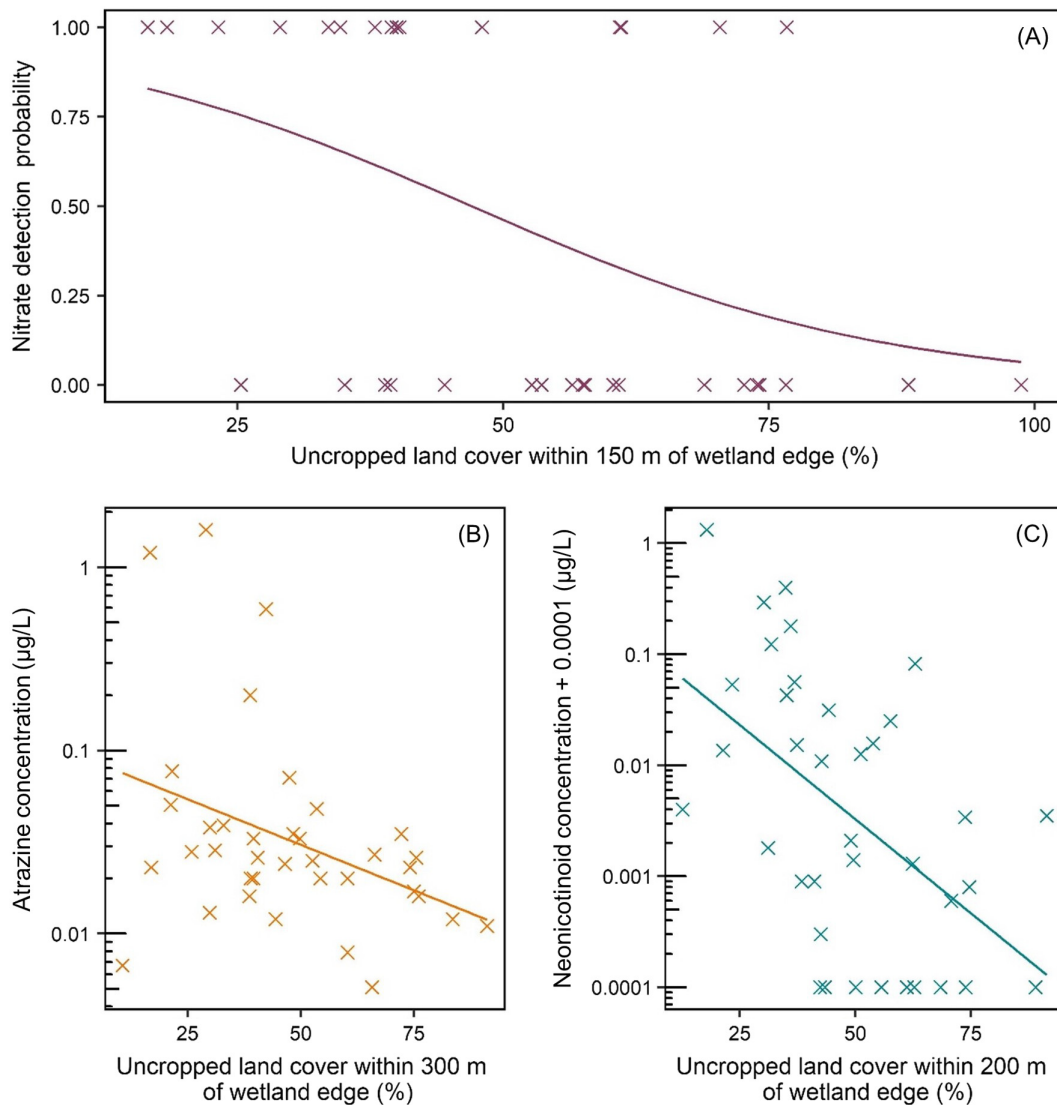 (A)
Nitrate detection probability
1.00
0.75
0.50
0.25
0.00
25
50
75
100
Uncropped land cover within 150 m of wetland edge (%)
(B)
Atrazine concentration (µg/L)
1
0.1
0.01
25
50
75
Uncropped land cover within 300 m
of wetland edge (%)
(C)
Neonicotinoid concentration + 0.0001 (µg/L)
1
0.1
0.01
0.001
0.0001
25
50
75
Uncropped land cover within 200 m
of wetland edge (%)